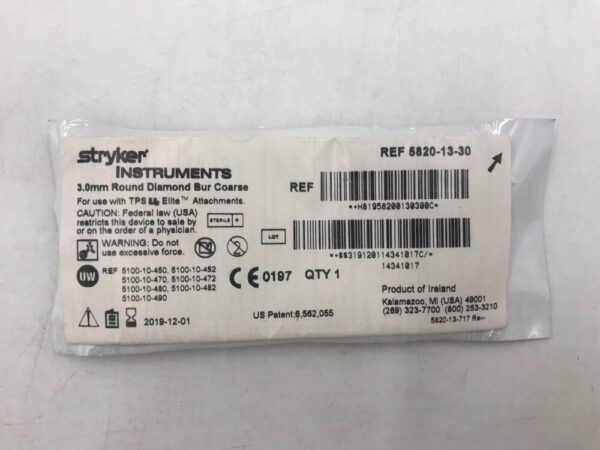 stryker®
INSTRUMENTS
3.0mm Round Diamond Bur Coarse
For use with TPS Elite™ Attachments.
CAUTION: Federal law (USA)
restricts this device to sale by
or on the order of a physician.
STERILE R
WARNING: Do not
use excessive force.
UW
REF 5100-10-450, 5100-10-452
5100-10-470, 5100-10-472
5100-10-480, 5100-10-482
5100-10-490
2019-12-01
CE 0197 QTY 1
US Patent:6,562,055
REF 5820-13-30
REF
**H81958200130300C*
LOT
**$$319120114341017C/*
14341017
Product of Ireland
Kalamazoo, MI (USA) 49001
(269) 323-7700 (800) 253-3210
5820-13-717 Rev-